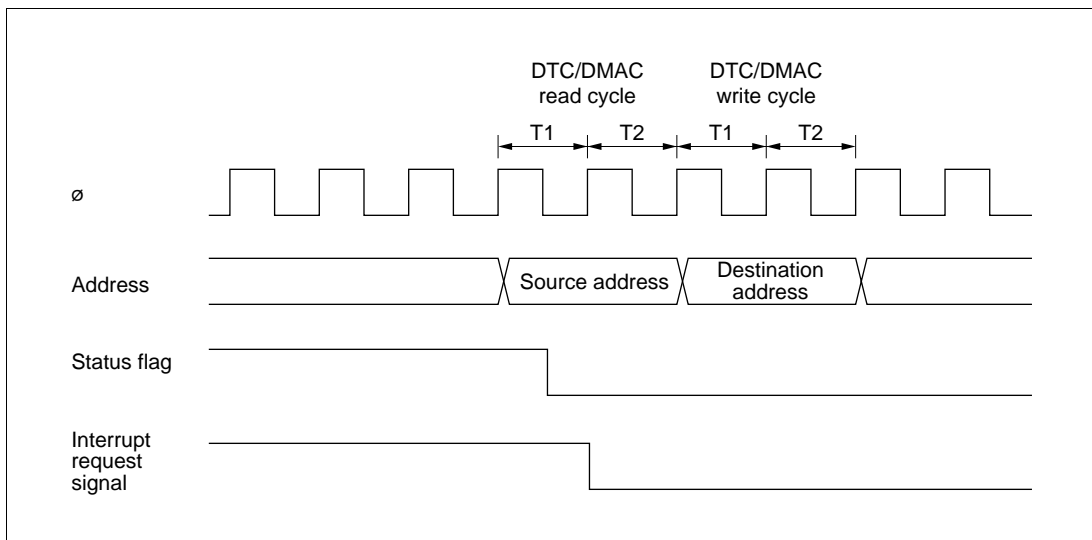 DTC/DMAC
read cycle
DTC/DMAC
write cycle
T1
T2
T1
T2
ø
Address
Source address
Destination
address
Status flag
Interrupt
request
signal